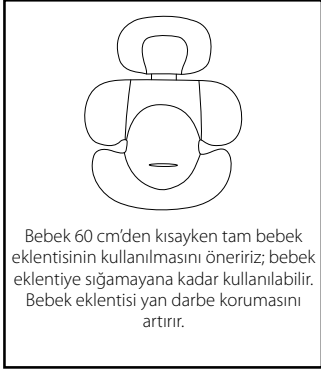 Bebek 60 cm'den kısayken tam bebek
eklentisinin kullanılmasını öneririz; bebek
eklentiye sığamayana kadar kullanılabilir.
Bebek eklentisi yan darbe korumasını
artırır.